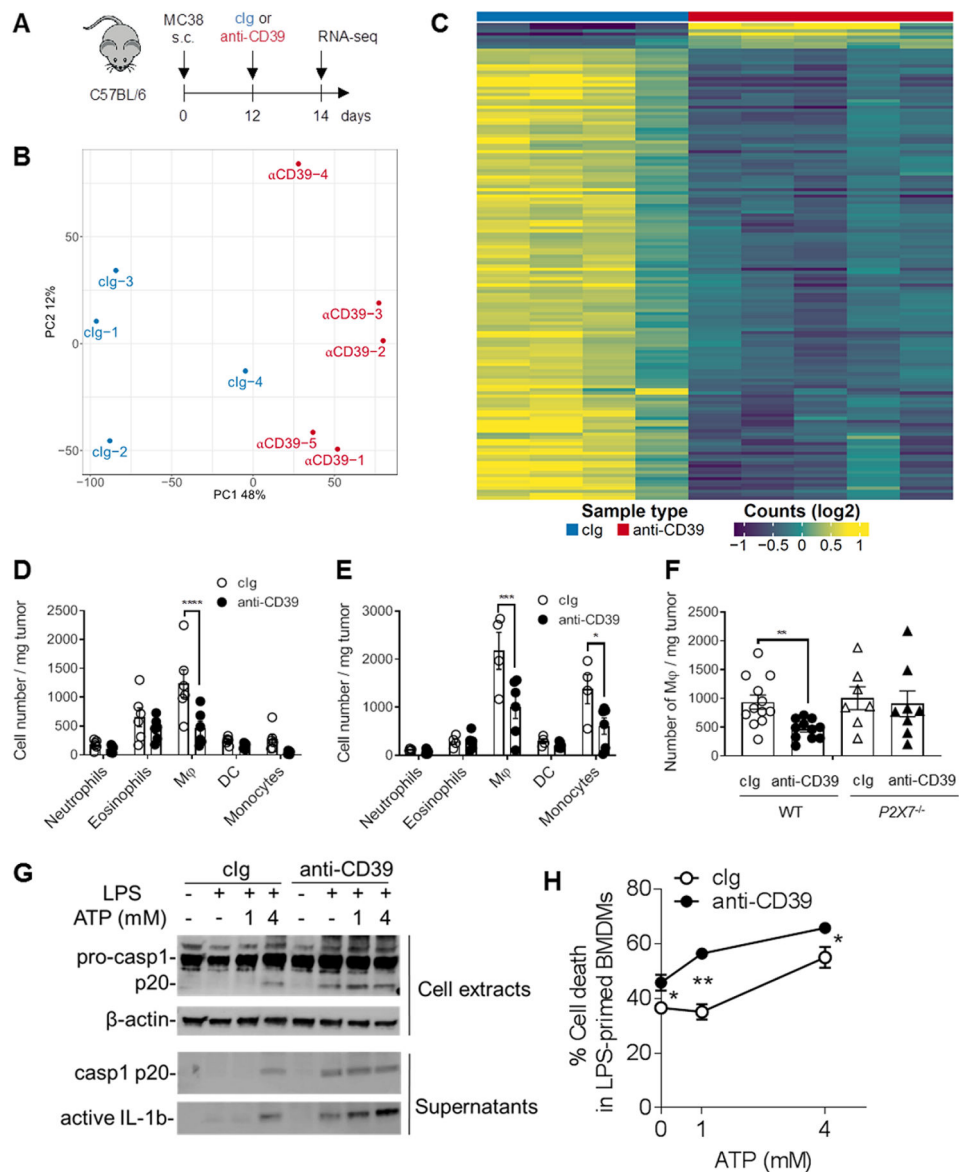 A
MC38
s.c.
cIg or
anti-CD39
RNA-seq
C57BL/6
0
12
14
days
B
50
0
−50
PC2 12%
αCD39−4
cIg−3
αCD39−3
cIg−1
αCD39−2
cIg−4
αCD39−5
cIg−2
αCD39−1
−100
−50
0
50
PC1 48%
C
Sample type
cIg
anti-CD39
Counts (log2)
−1 −0.5 0 0.5 1
D
cIg
anti-CD39
Cell number / mg tumor
2500
2000
1500
1000
500
0
****
Neutrophils
Eosinophils
Mφ
DC
Monocytes
E
cIg
anti-CD39
Cell number / mg tumor
3000
2000
1000
0
***
*
Neutrophils
Eosinophils
Mφ
DC
Monocytes
F
Number of Mφ / mg tumor
2500
2000
1500
1000
500
0
**
cIg anti-CD39 cIg anti-CD39
WT P2X7-/-
G
cIg anti-CD39
LPS - + + + - + + +
ATP (mM) - - 1 4 - - 1 4
pro-casp1-
p20-
Cell extracts
β-actin-
casp1 p20-
active IL-1b-
Supernatants
H
cIg
anti-CD39
% Cell death
in LPS-primed BMDMs
80
60
40
20
0
*
**
*
0 1 4
ATP (mM)